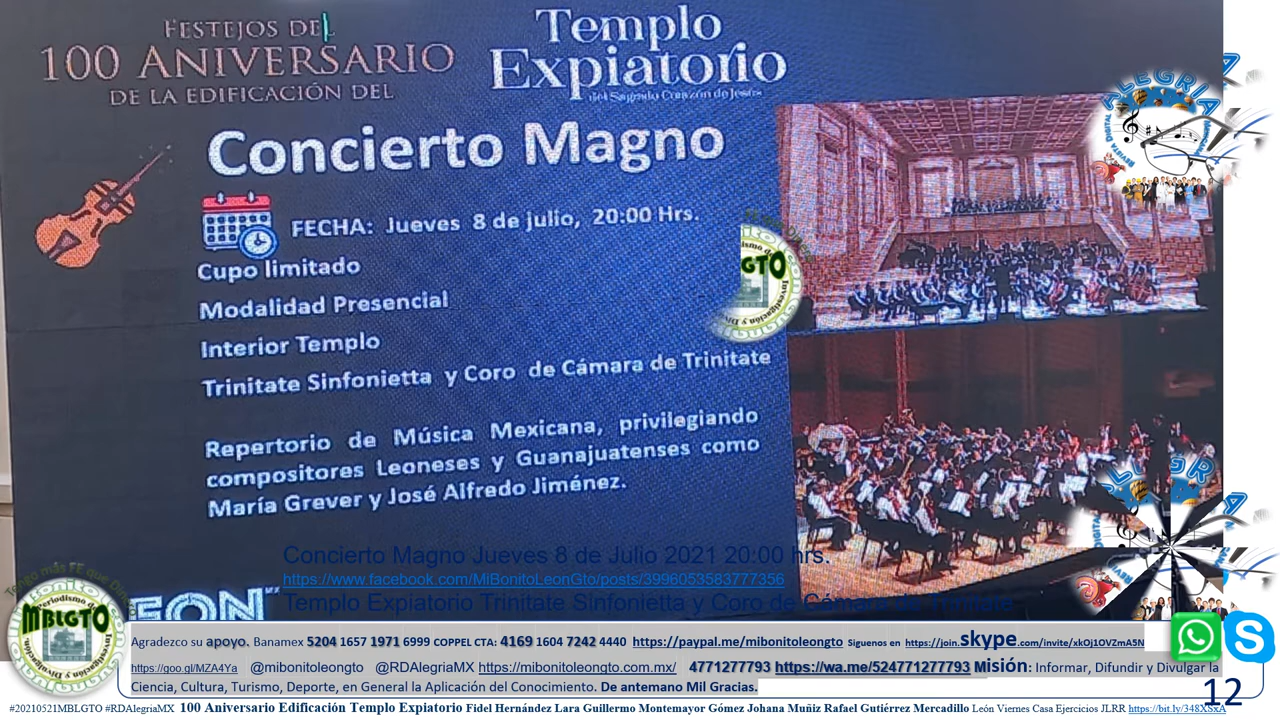 FESTEJOS DEL
100 ANIVERSARIO
DE LA EDIFICACIÓN DEL
Templo
Expiatorio
del Sagrado Corazón de Jesús
Concierto Magno
FECHA: Jueves 8 de julio, 20:00 Hrs.
Cupo limitado
Modalidad Presencial
Interior Templo
Trinitate Sinfonietta y Coro de Cámara de Trinitate
Repertorio de Música Mexicana, privilegiando
compositores Leoneses y Guanajuatenses como
María Grever y José Alfredo Jiménez.
Concierto Magno Jueves 8 de Julio 2021 20:00 hrs.
https://www.facebook.com/MiBonitoLeonGto/posts/3996053583777356
Templo Expiatorio Trinitate Sinfonietta y Coro de Cámara de Trinitate
MBLGTO
Agradezco su apoyo. Banamex 5204 1657 1971 6999 COPPEL CTA: 4169 1604 7242 4440 https://paypal.me/mibonitoleongto Siguenos en https://join.skype.com/invite/xkOj1OVZmA5N
https://goo.gl/MZA4Ya @mibonitoleongto @RDAlegriaMX https://mibonitoleongto.com.mx/ 4771277793 https://wa.me/524771277793 Misión: Informar, Difundir y Divulgar la
Ciencia, Cultura, Turismo, Deporte, en General la Aplicación del Conocimiento. De antemano Mil Gracias.
12
#20210521MBLGTO #RDAlegriaMX 100 Aniversario Edificación Templo Expiatorio Fidel Hernández Lara Guillermo Montemayor Gómez Johana Muñiz Rafael Gutiérrez Mercadillo León Viernes Casa Ejercicios JLRR https://bit.ly/348XSxA